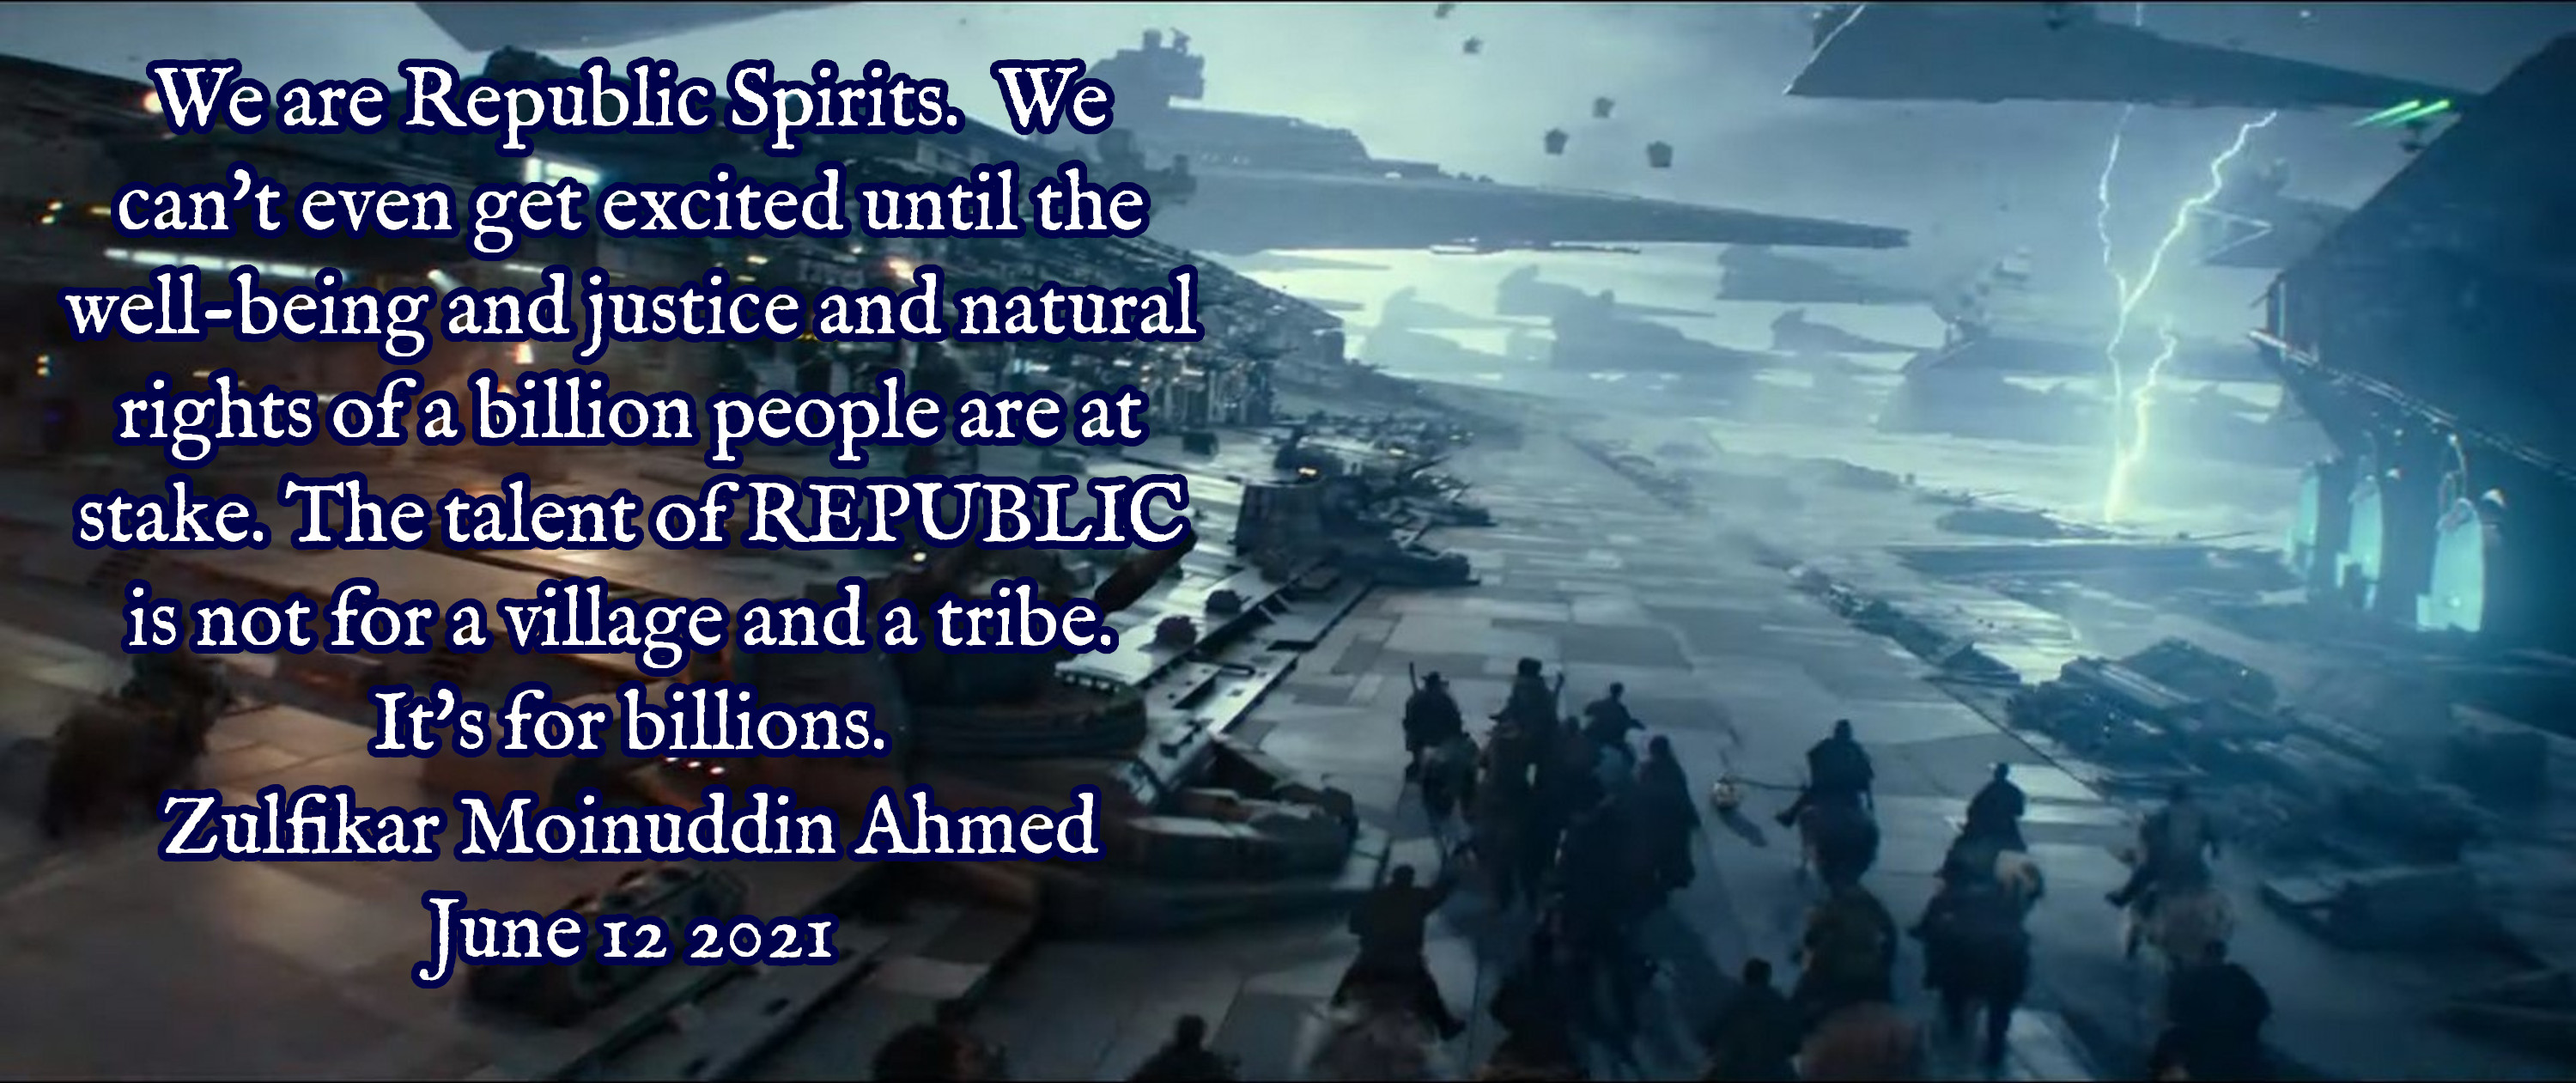 We are Republic Spirits.  We
can't even get excited until the
well-being and justice and natural
rights of a billion people are at
stake. The talent of REPUBLIC
is not for a village and a tribe.
It's for billions.
Zulfikar Moinuddin Ahmed
June 12 2021